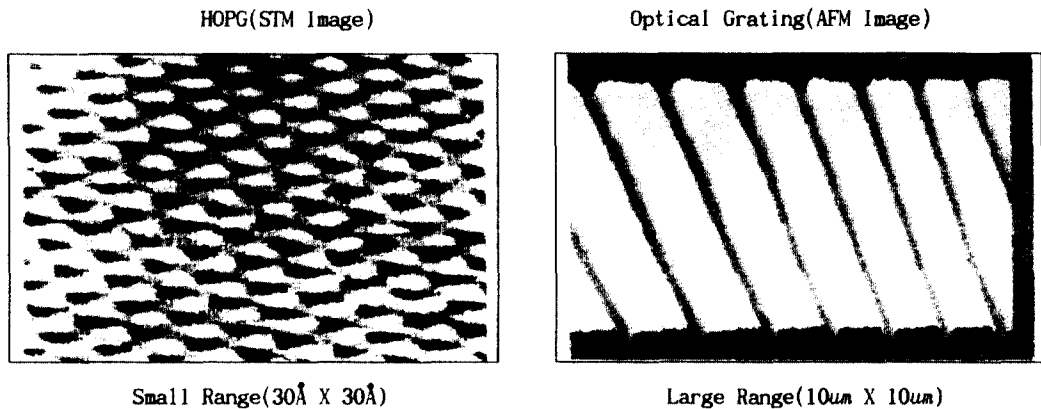 HOPG(STM Image)
Optical Grating(AFM Image)
Small Range(30Å X 30Å)
Large Range(10um X 10um)